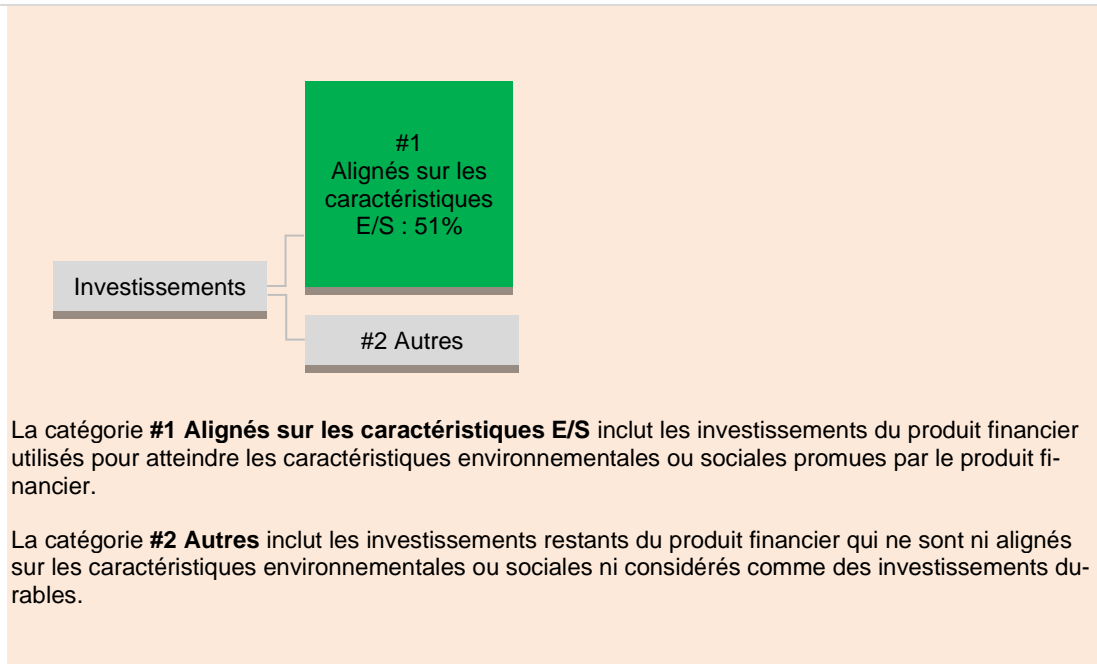 #1
Alignés sur les
caractéristiques
E/S : 51%
Investissements
#2 Autres
La catégorie #1 Alignés sur les caractéristiques E/S inclut les investissements du produit financier
utilisés pour atteindre les caractéristiques environnementales ou sociales promues par le produit fi-
nancier.
La catégorie #2 Autres inclut les investissements restants du produit financier qui ne sont ni alignés
sur les caractéristiques environnementales ou sociales ni considérés comme des investissements du-
rables.